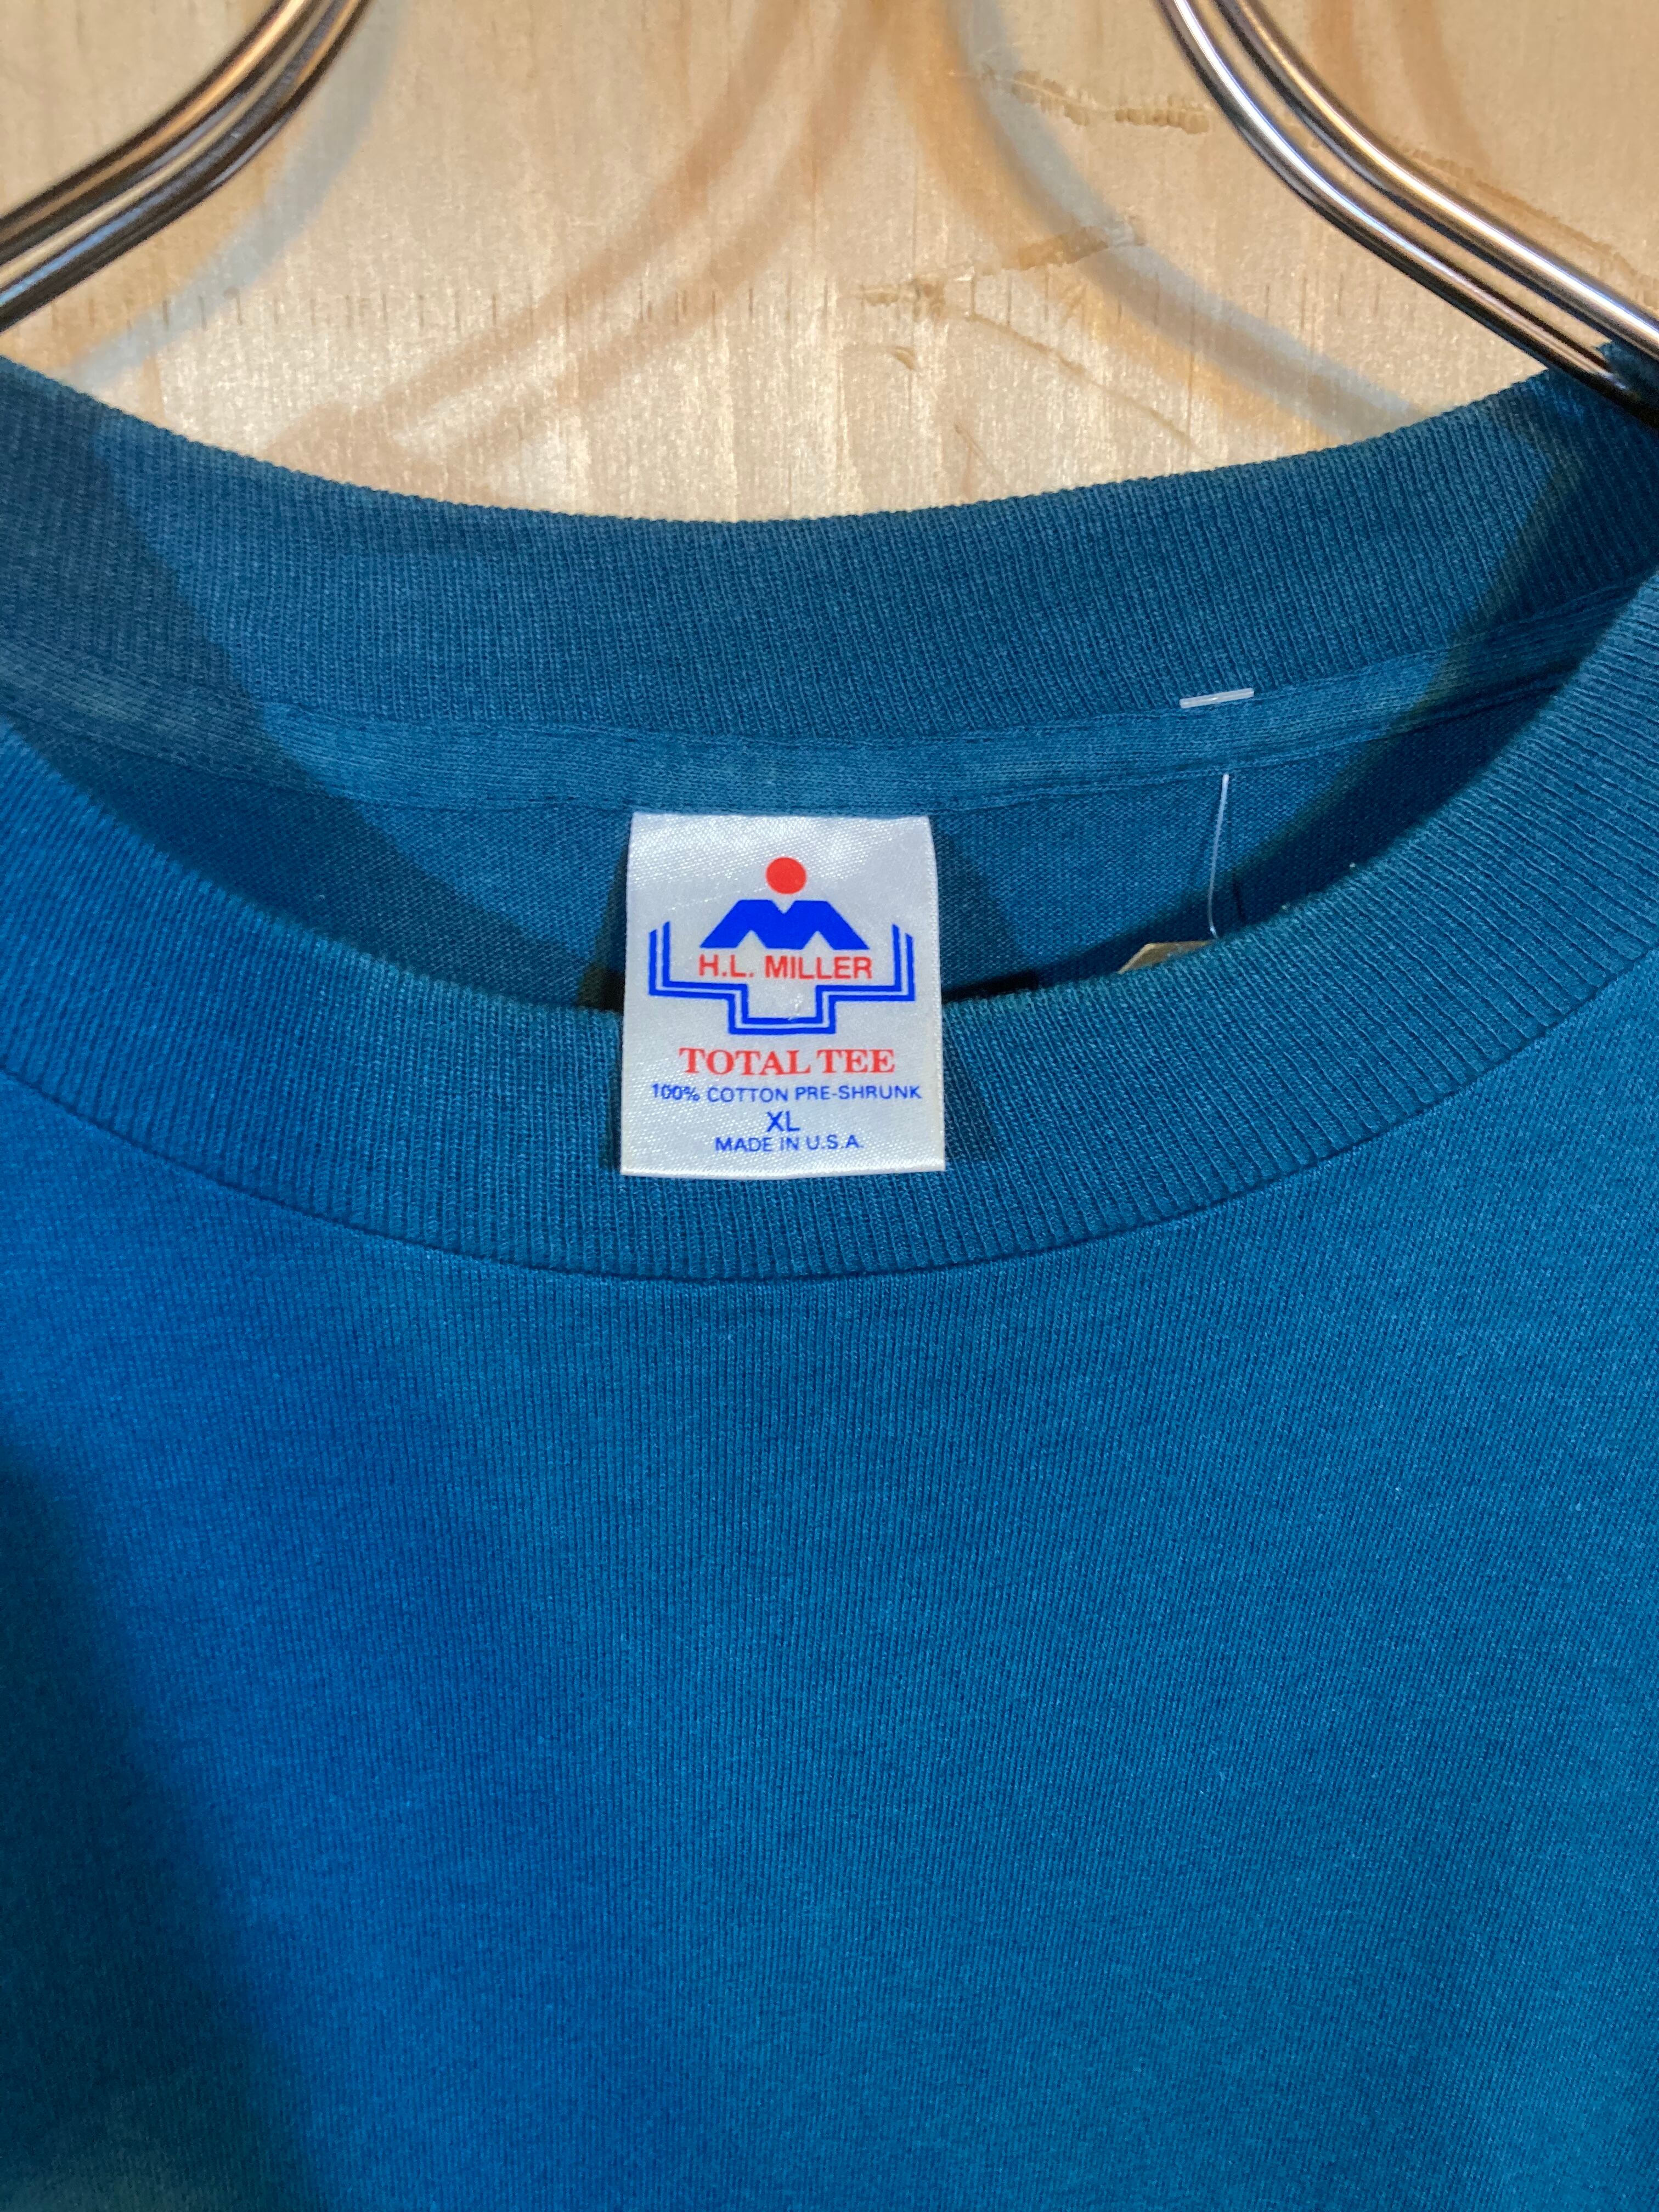 H.L. MILLER
TOTAL TEE
100% COTTON PRE-SHRUNK
XL
MADE IN U.S.A.